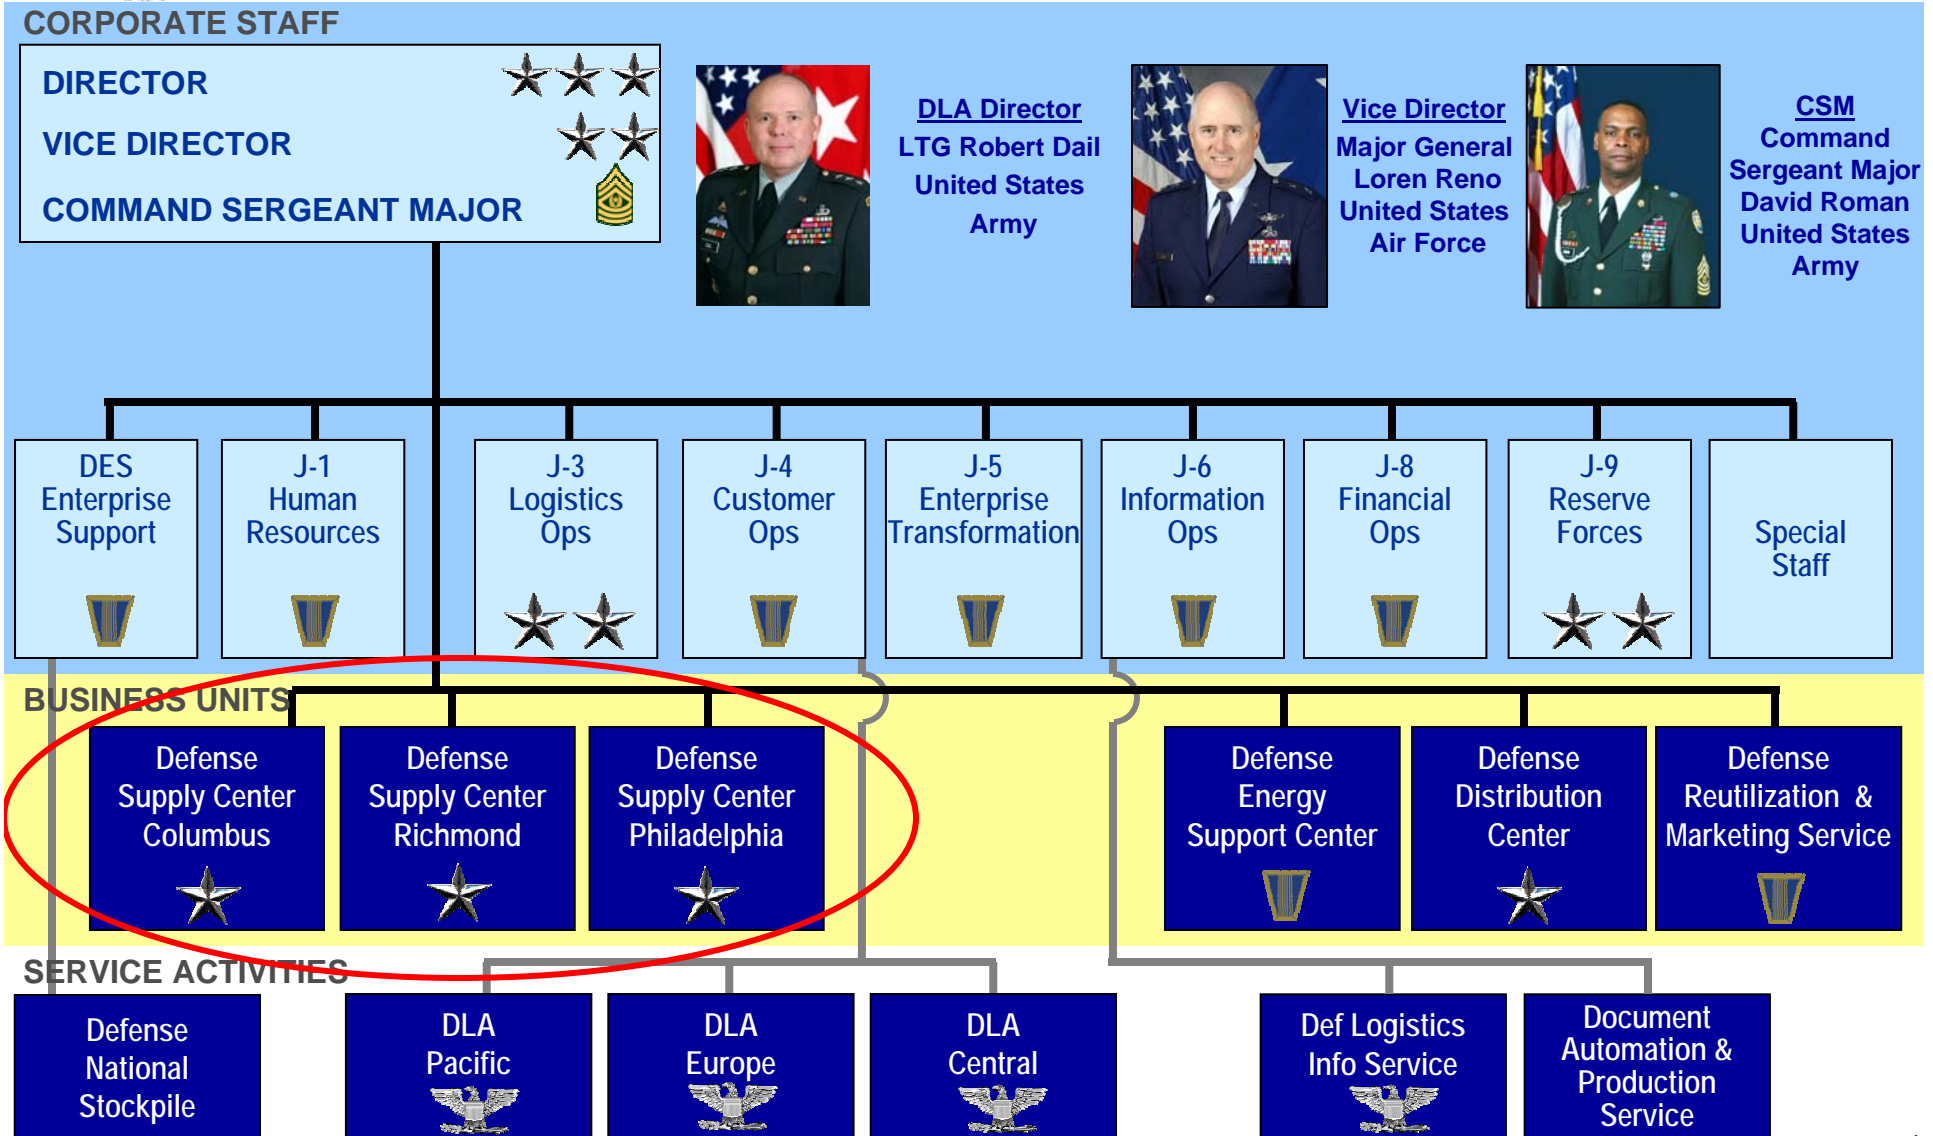 CORPORATE STAFF
DIRECTOR
VICE DIRECTOR
COMMAND SERGEANT MAJOR
DLA Director
LTG Robert Dail
United States
Army
Vice Director
Major General
Loren Reno
United States
Air Force
CSM
Command
Sergeant Major
David Roman
United States
Army
DES
Enterprise
Support
J-1
Human
Resources
J-3
Logistics
Ops
J-4
Customer
Ops
J-5
Enterprise
Transformation
J-6
Information
Ops
J-8
Financial
Ops
J-9
Reserve
Forces
Special
Staff
BUSINESS UNITS
Defense
Supply Center
Columbus
Defense
Supply Center
Richmond
Defense
Supply Center
Philadelphia
Defense
Energy
Support Center
Defense
Distribution
Center
Defense
Reutilization &
Marketing Service
SERVICE ACTIVITIES
Defense
National
Stockpile
DLA
Pacific
DLA
Europe
DLA
Central
Def Logistics
Info Service
Document
Automation &
Production
Service